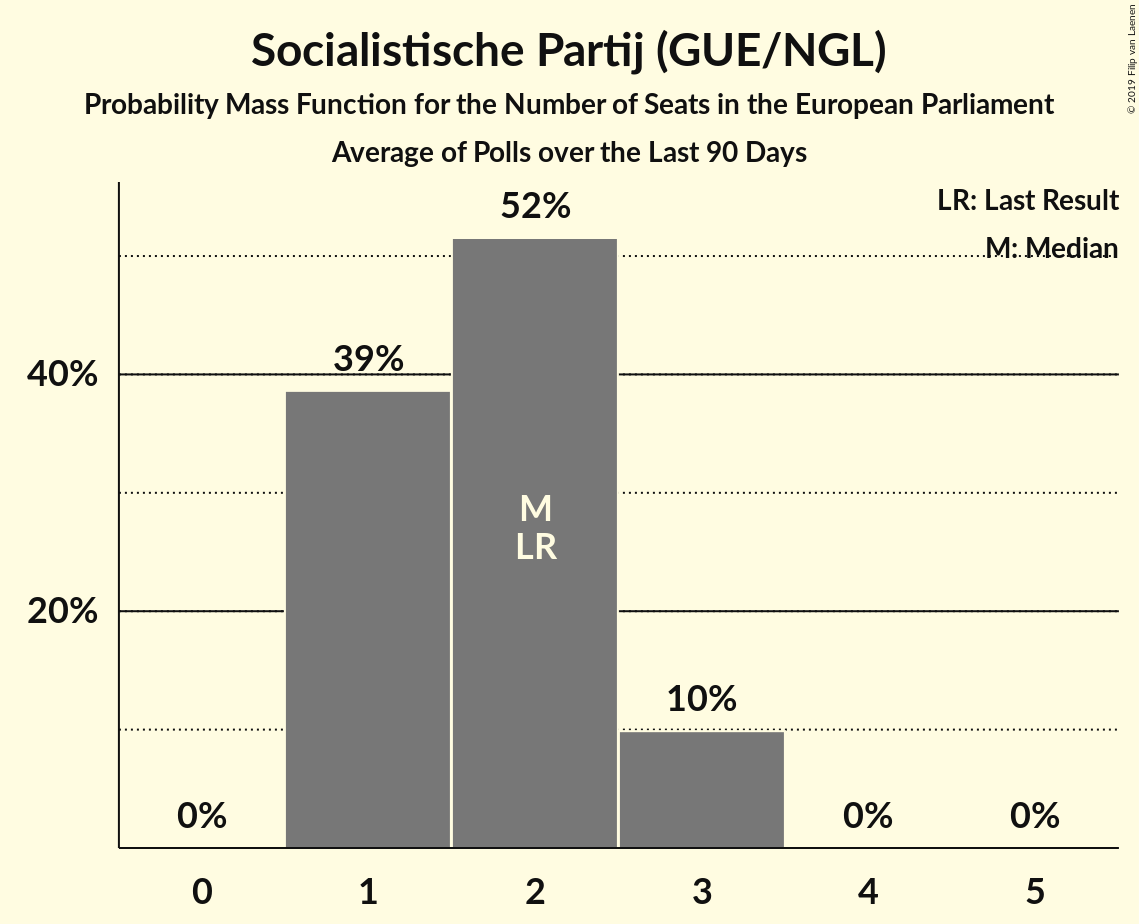 Socialistische Partij (GUE/NGL)
Probability Mass Function for the Number of Seats in the European Parliament
Average of Polls over the Last 90 Days
© 2019 Filip van Laenen
LR: Last Result
M: Median
52%
39%
40%
M
LR
20%
10%
0%
0%
0%
0 1 2 3 4 5